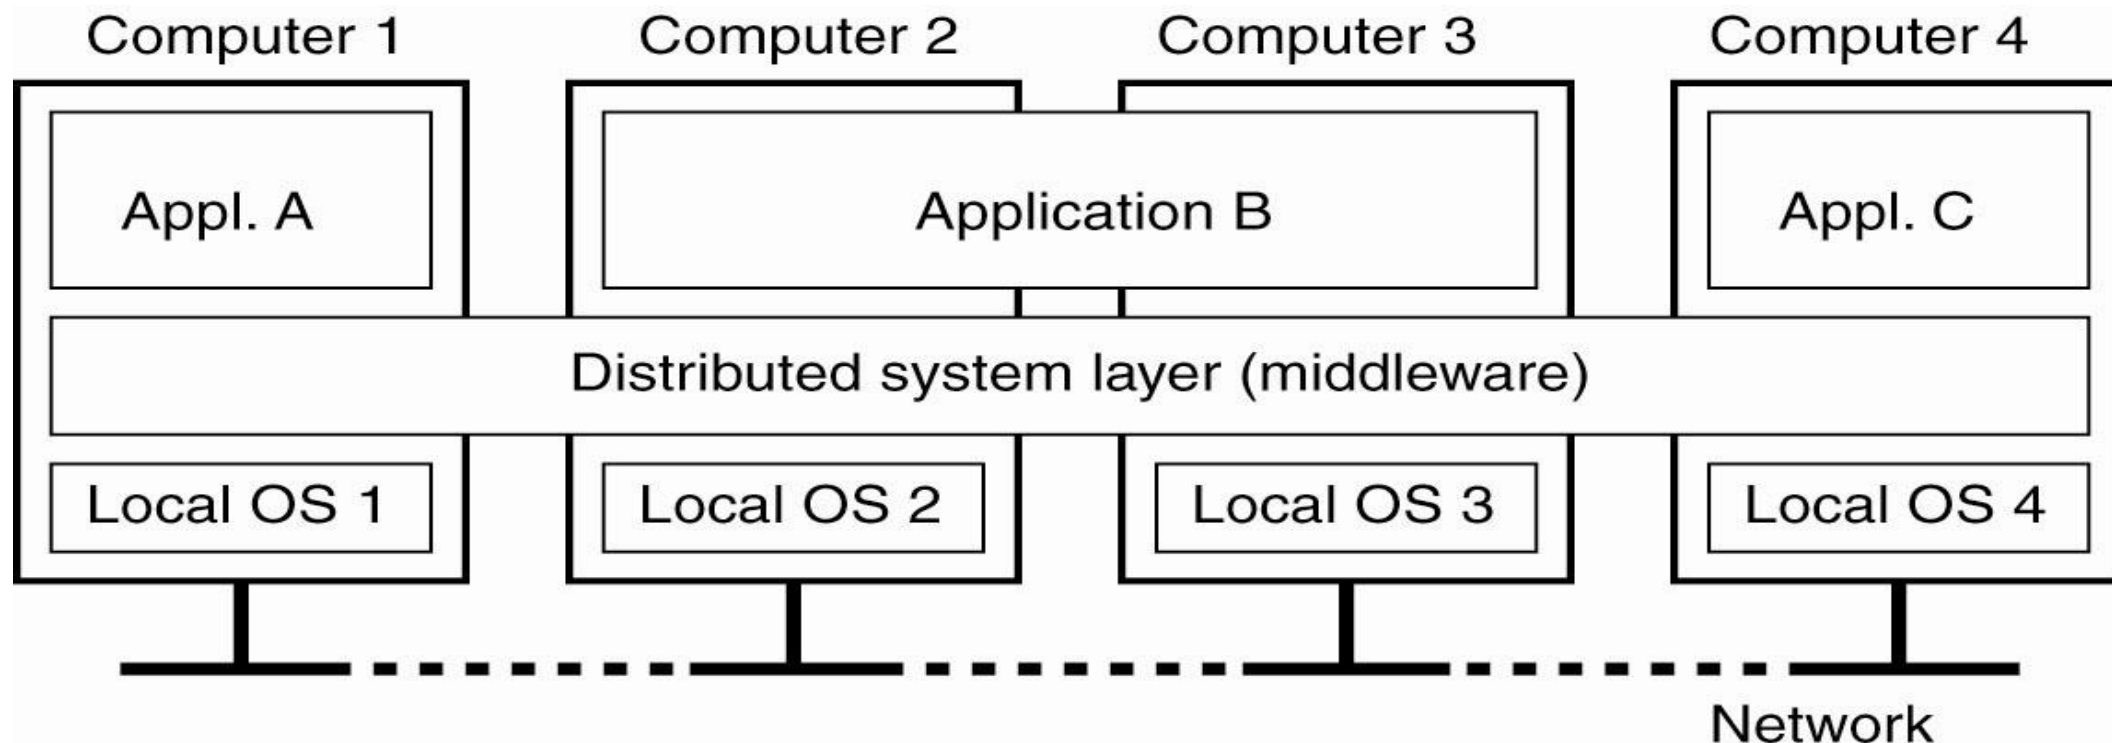 Computer 1
Computer 2
Computer 3
Computer 4
Appl. A
Application B
Appl. C
Distributed system layer (middleware)
Local OS 1
Local OS 2
Local OS 3
Local OS 4
Network